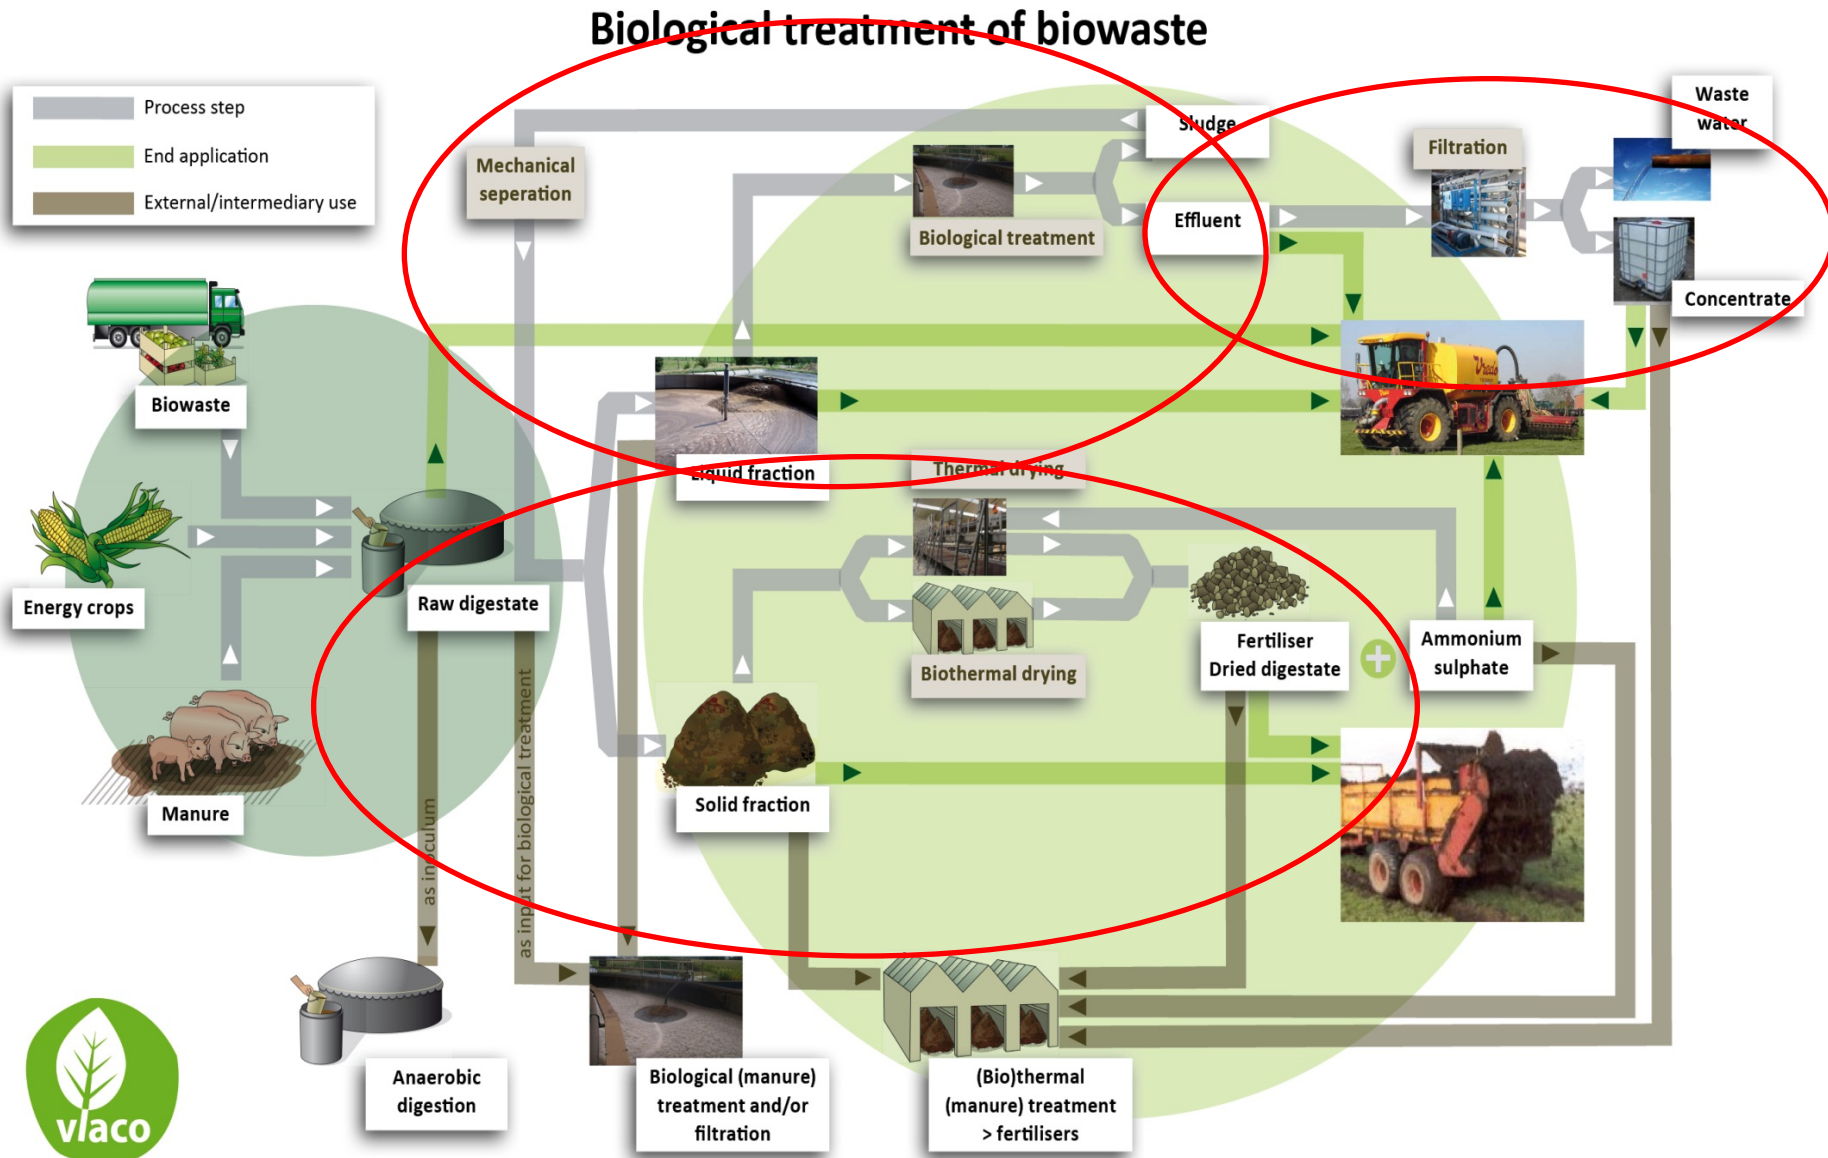 Biological treatment of biowaste
Process step
End application
External/intermediary use
Mechanical
seperation
Sludge
Biological treatment
Effluent
Filtration
Waste
water
Concentrate
Biowaste
Energy crops
Manure
Raw digestate
Liquid fraction
Thermal drying
Biothermal drying
Fertiliser
Dried digestate
+
Ammonium
sulphate
Solid fraction
Vredo
as inoculum
as input for biological treatment
Anaerobic
digestion
Biological (manure)
treatment and/or
filtration
(Bio)thermal
(manure) treatment
> fertilisers
vlaco